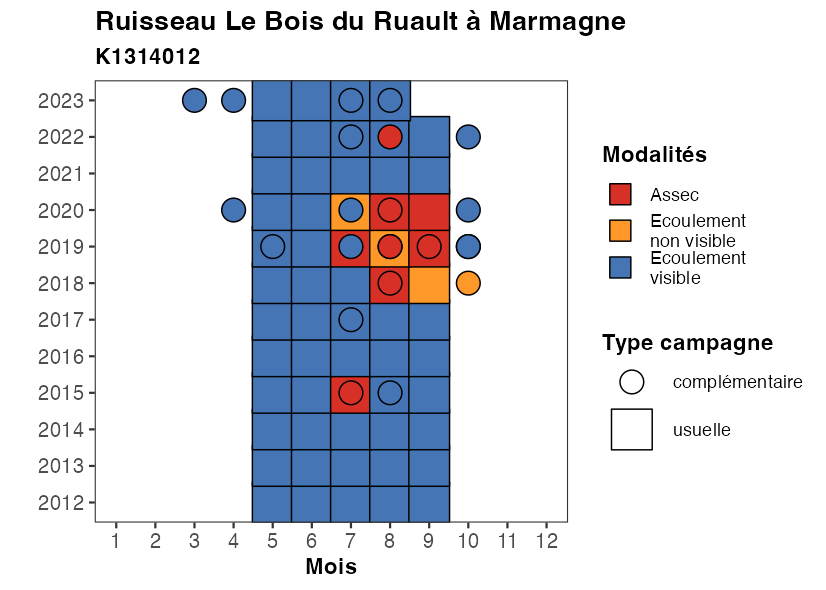 Ruisseau Le Bois du Ruault à Marmagne
K1314012
2023
2022
2021
2020
2019
2018
2017
2016
2015
2014
2013
2012
1 2 3 4 5 6 7 8 9 10 11 12
Mois
Modalités
Assec
Ecoulement
non visible
Ecoulement
visible
Type campagne
complémentaire
usuelle